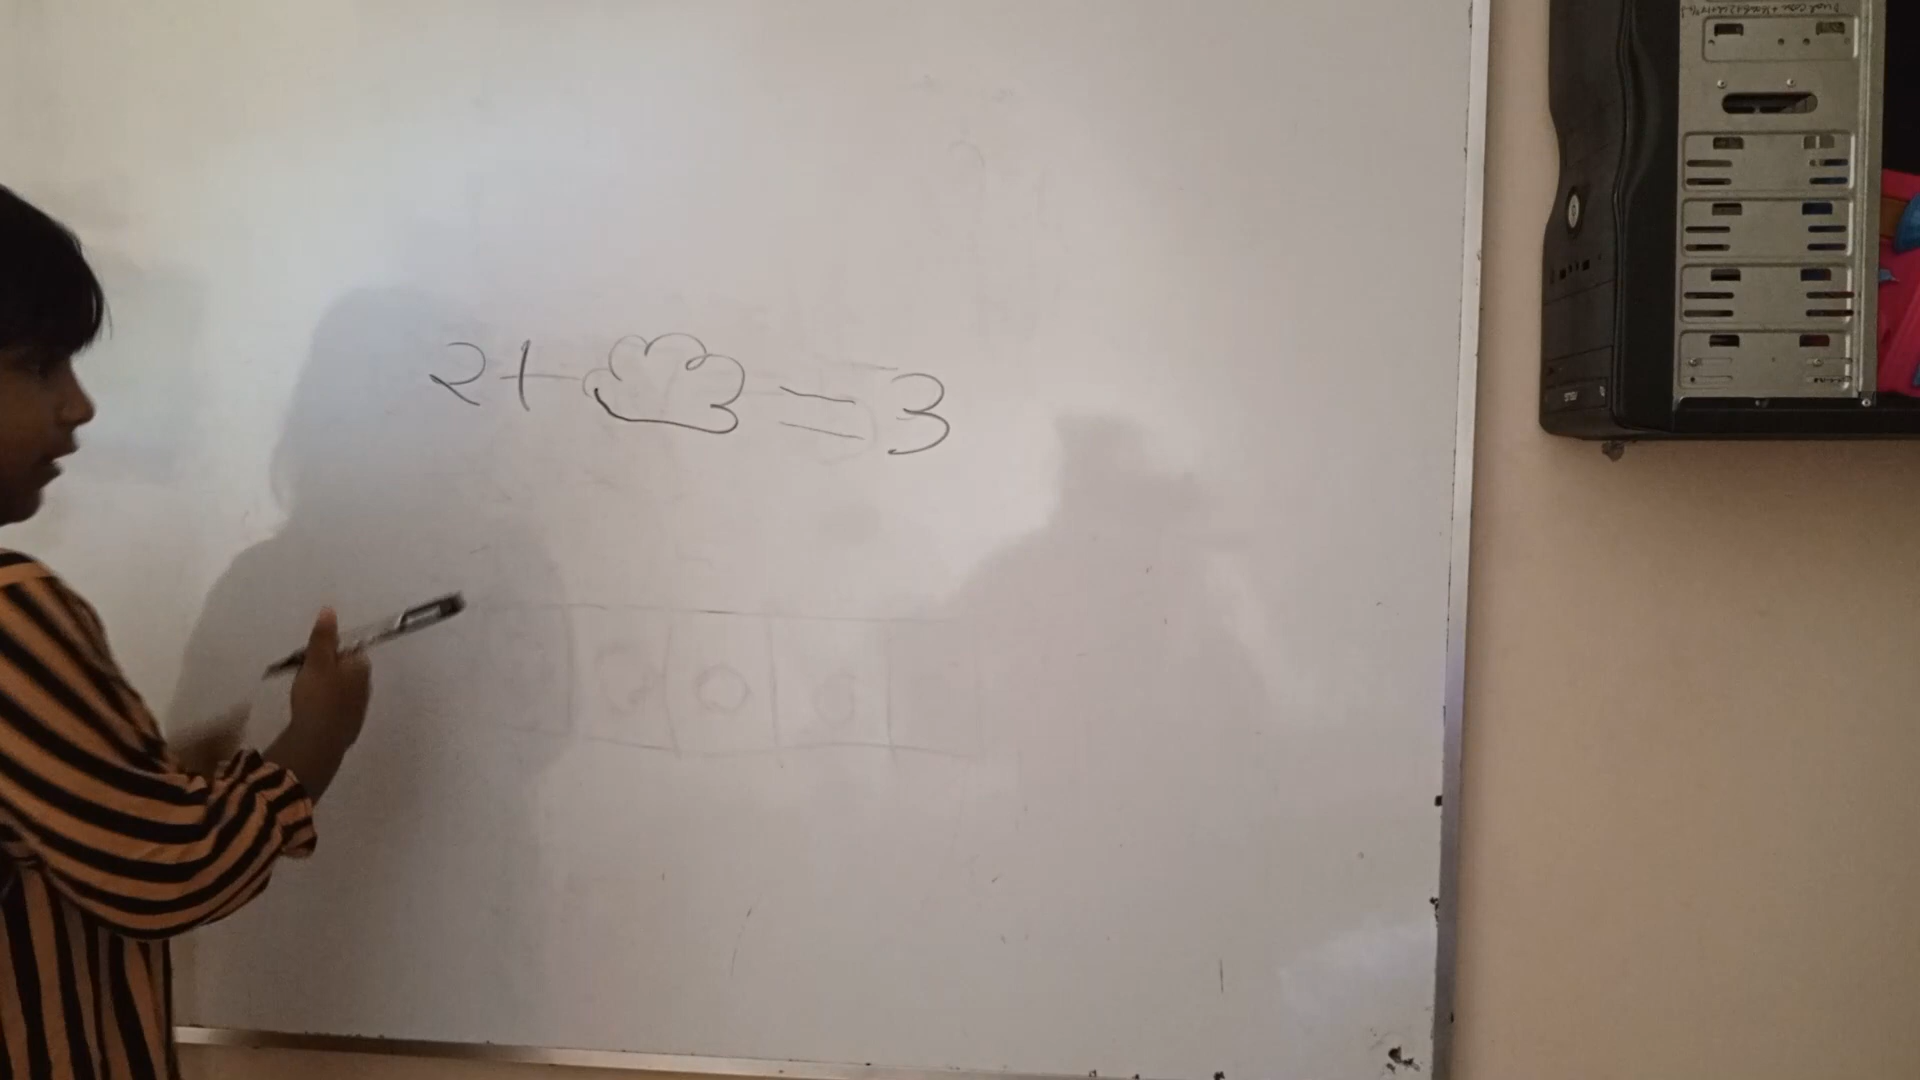 2+ = 3